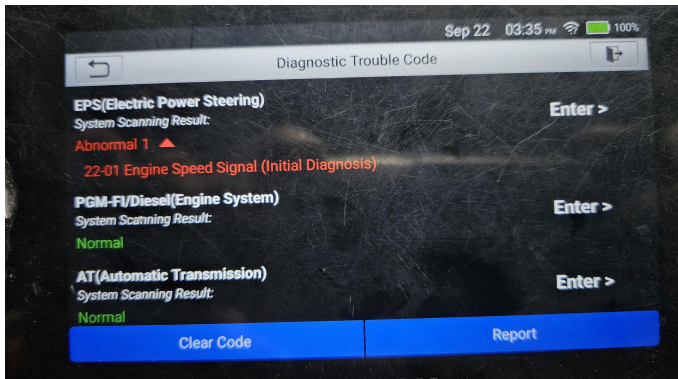 Sep 22 03:35 PM 100%
Diagnostic Trouble Code
EPS(Electric Power Steering)
System Scanning Result:
Enter >
Abnormal 1
22-01 Engine Speed Signal (Initial Diagnosis)
PGM-FI/Diesel(Engine System)
System Scanning Result:
Enter >
Normal
AT(Automatic Transmission)
System Scanning Result:
Enter >
Normal
Clear Code
Report